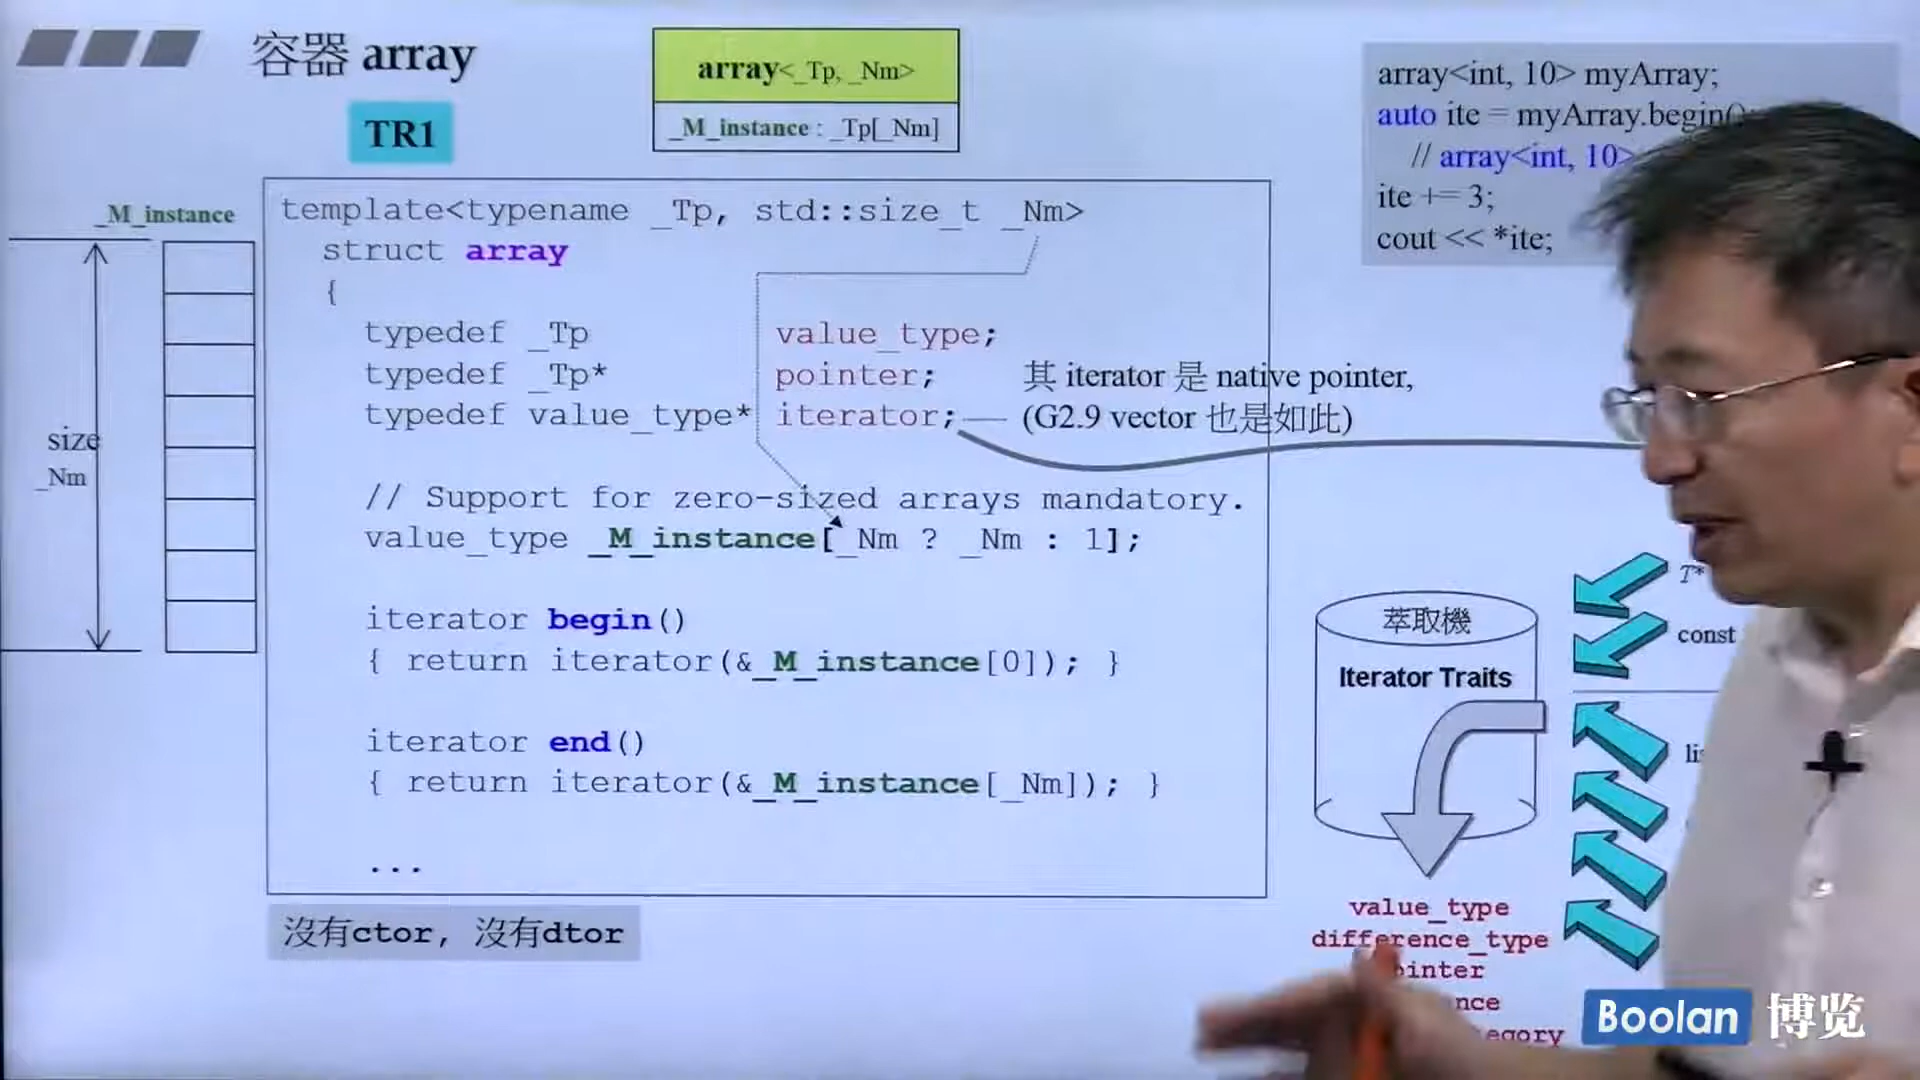 容器 array
TR1
array<_Tp, _Nm>
_M_instance : _Tp[_Nm]
array<int, 10> myArray;
auto ite = myArray.begin();
// array<int, 10>
ite += 3;
cout << *ite;
_M_instance
size
_Nm
template<typename _Tp, std::size_t _Nm>
struct array
{
typedef _Tp value_type;
typedef _Tp* pointer;
typedef value_type* iterator;
其 iterator 是 native pointer,
(G2.9 vector 也是如此)
// Support for zero-sized arrays mandatory.
value_type _M_instance[_Nm ? _Nm : 1];
iterator begin()
{ return iterator(&_M_instance[0]); }
iterator end()
{ return iterator(&_M_instance[_Nm]); }
...
沒有ctor, 沒有dtor
萃取機
Iterator Traits
T*
const
value_type
difference_type
Boolan 博览